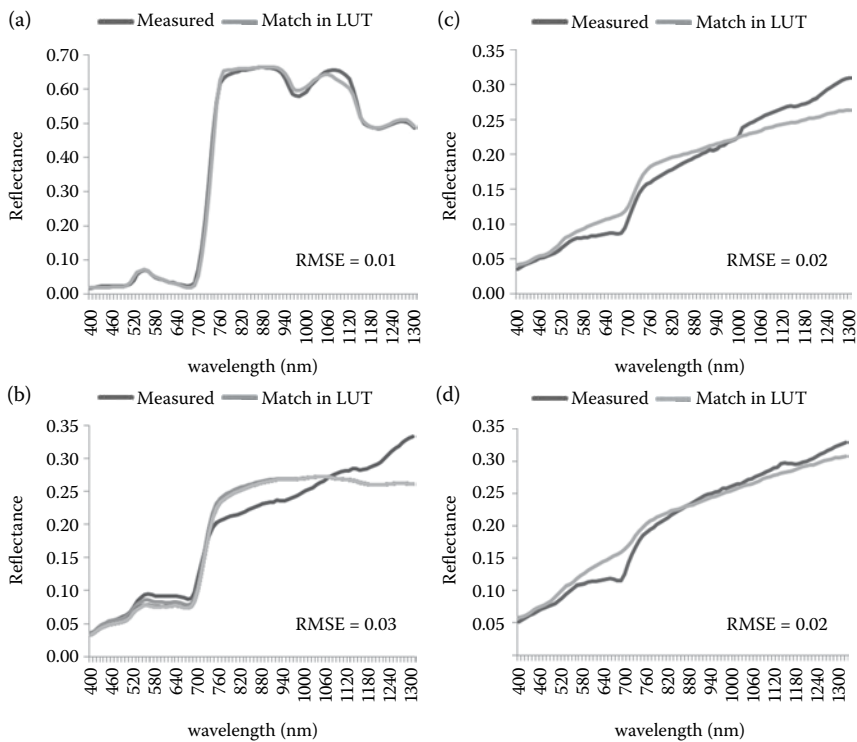 (a)
Measured Match in LUT
0.70
0.60
0.50
0.40
0.30
0.20
0.10
0.00
Reflectance
RMSE = 0.01
400 460 520 580 640 700 760 820 880 940 1000 1060 1120 1180 1240 1300
wavelength (nm)
(b)
Measured Match in LUT
0.35
0.30
0.25
0.20
0.15
0.10
0.05
0.00
Reflectance
RMSE = 0.03
400 460 520 580 640 700 760 820 880 940 1000 1060 1120 1180 1240 1300
wavelength (nm)
(c)
Measured Match in LUT
0.35
0.30
0.25
0.20
0.15
0.10
0.05
0.00
Reflectance
RMSE = 0.02
400 460 520 580 640 700 760 820 880 940 1000 1060 1120 1180 1240 1300
wavelength (nm)
(d)
Measured Match in LUT
0.35
0.30
0.25
0.20
0.15
0.10
0.05
Reflectance
RMSE = 0.02
400 460 520 580 640 700 760 820 880 940 1000 1060 1120 1180 1240 1300
wavelength (nm)